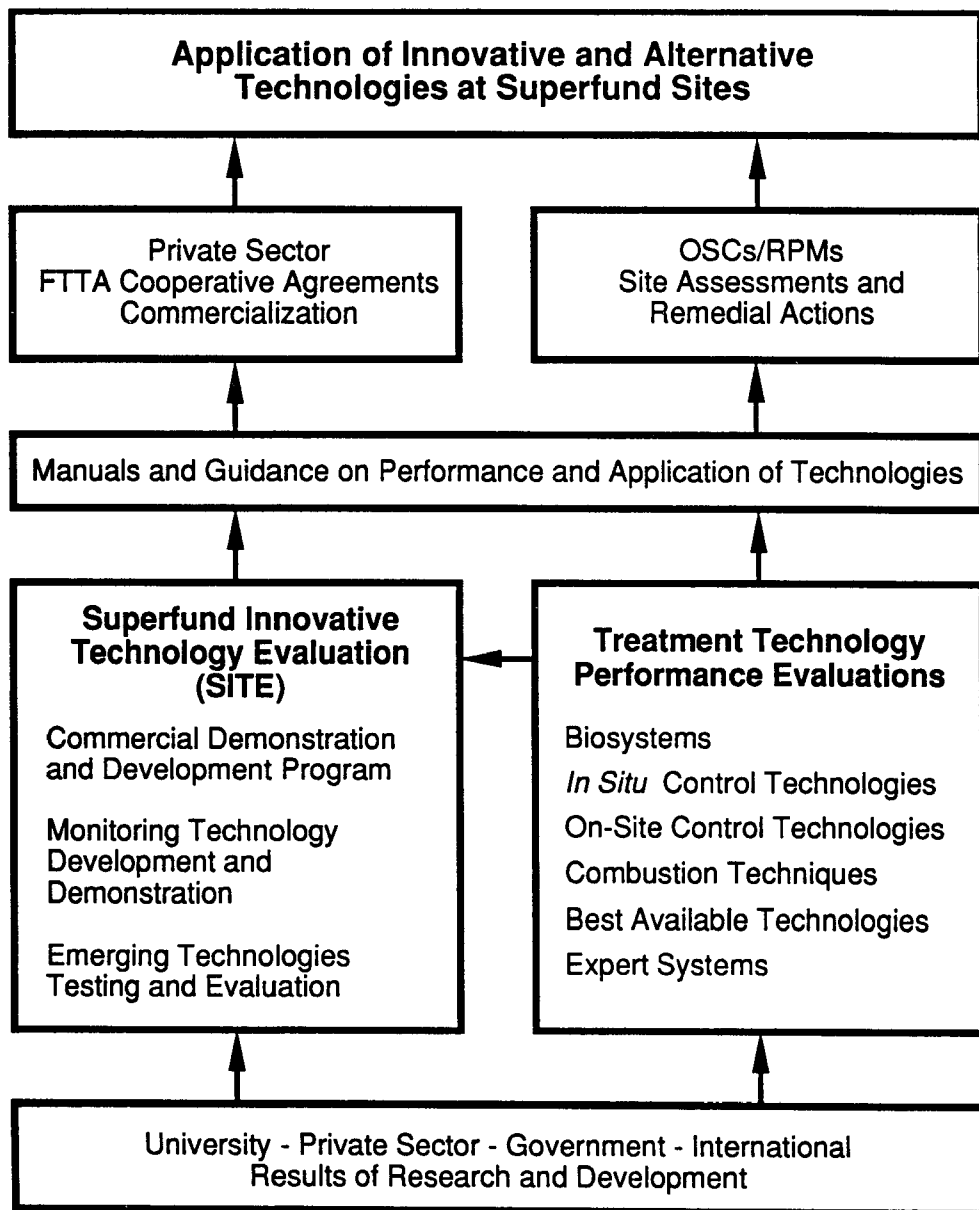 Application of Innovative and Alternative
Technologies at Superfund Sites
Private Sector
FTTA Cooperative Agreements
Commercialization
OSCs/RPMs
Site Assessments and
Remedial Actions
Manuals and Guidance on Performance and Application of Technologies
Superfund Innovative
Technology Evaluation
(SITE)
Commercial Demonstration
and Development Program
Monitoring Technology
Development and
Demonstration
Emerging Technologies
Testing and Evaluation
Treatment Technology
Performance Evaluations
Biosystems
In Situ Control Technologies
On-Site Control Technologies
Combustion Techniques
Best Available Technologies
Expert Systems
University - Private Sector - Government - International
Results of Research and Development